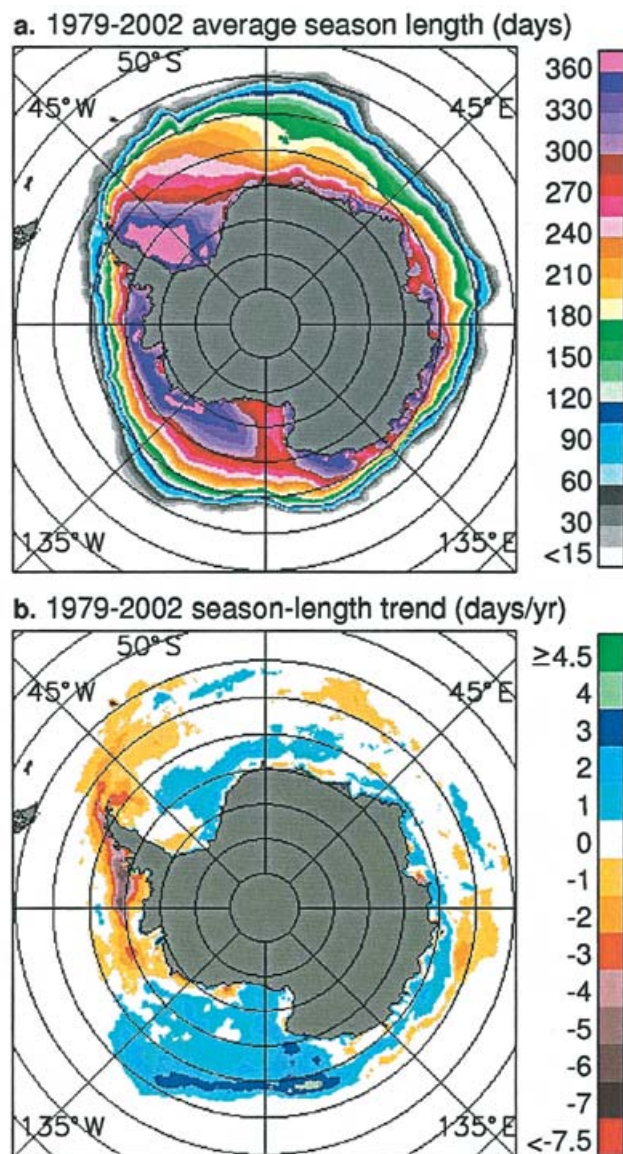 a. 1979-2002 average season length (days)
50°S
45°W
45°E
135°W
135°E
360
330
300
270
240
210
180
150
120
90
60
30
<15
b. 1979-2002 season-length trend (days/yr)
50°S
45°W
45°E
135°W
135°E
≥4.5
4
3
2
1
0
-1
-2
-3
-4
-5
-6
-7
<-7.5